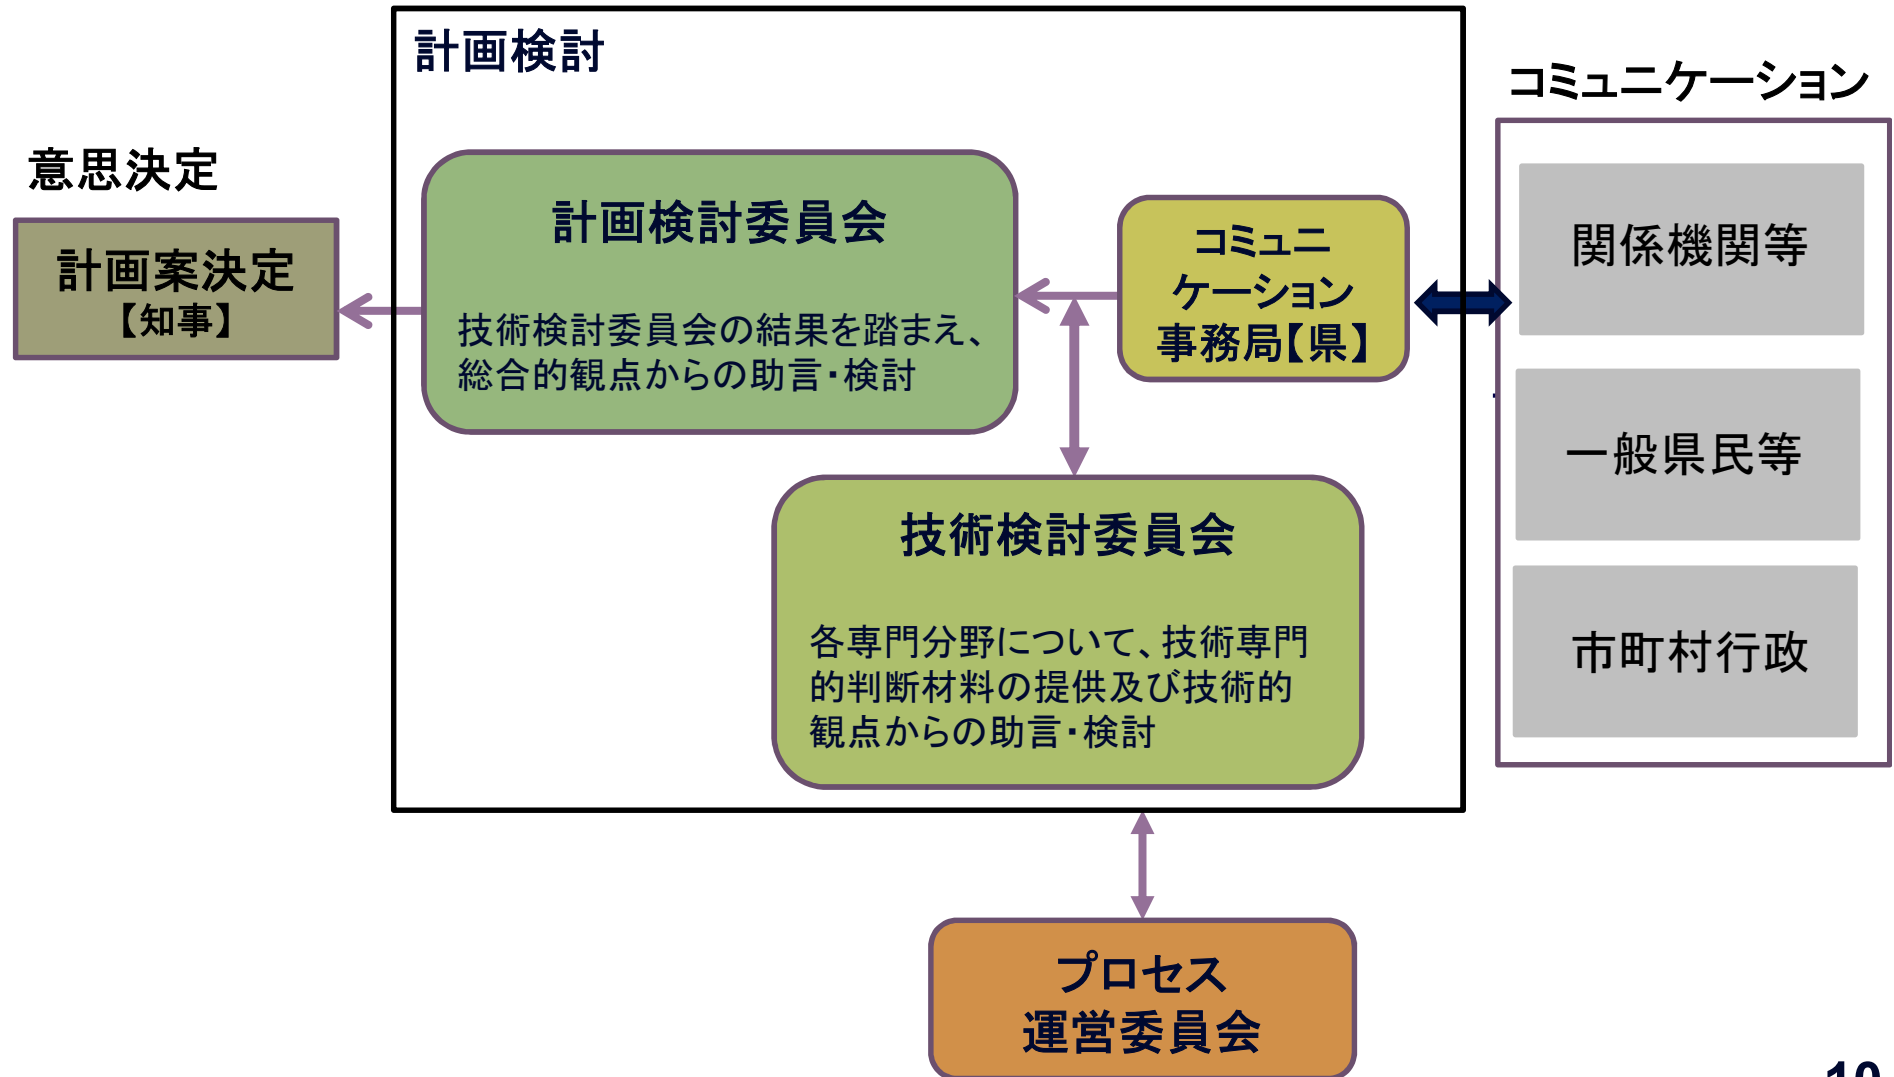 計画検討
コミュニケーション
意思決定
計画案決定
【知事】
計画検討委員会
技術検討委員会の結果を踏まえ、
総合的観点からの助言・検討
コミュニ
ケーション
事務局【県】
関係機関等
一般県民等
市町村行政
技術検討委員会
各専門分野について、技術専門
的判断材料の提供及び技術的
観点からの助言・検討
プロセス
運営委員会